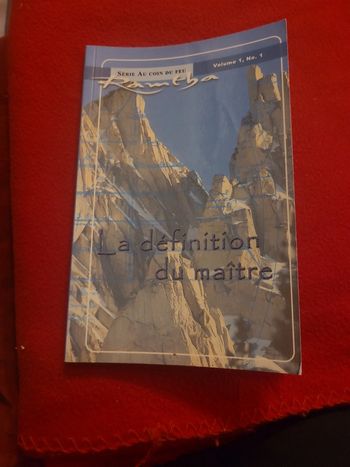 SÉRIE AU COIN DU FEU
Volume 1, No. 1
Ramtha
La définition
du maître